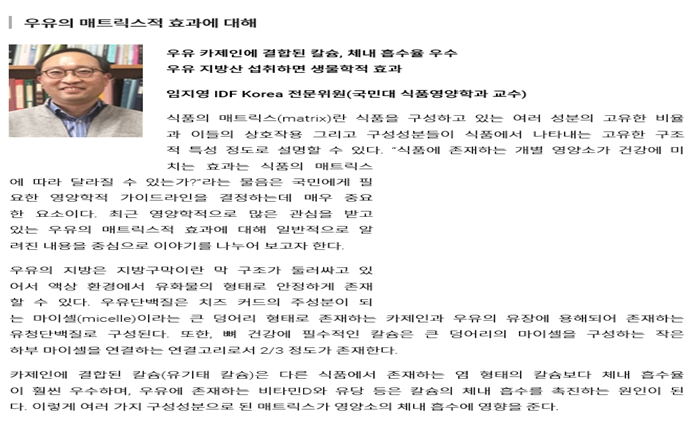 우유의 매트릭스적 효과에 대해
우유 카제인에 결합된 칼슘, 체내 흡수율 우수
우유 지방산 섭취하면 생물학적 효과
임지영 IDF Korea 전문위원(국민대 식품영양학과 교수)
식품의 매트릭스(matrix)란 식품을 구성하고 있는 여러 성분의 고유한 비율
과 이들의 상호작용 그리고 구성성분들이 식품에서 나타내는 고유한 구조
적 특성 정도로 설명할 수 있다. “식품에 존재하는 개별 영양소가 건강에 미
치는 효과는 식품의 매트릭스
에 따라 달라질 수 있는가?”라는 물음은 국민에게 필
요한 영양학적 가이드라인을 결정하는데 매우 중요
한 요소이다. 최근 영양학적으로 많은 관심을 받고
있는 우유의 매트릭스적 효과에 대해 일반적으로 알
려진 내용을 중심으로 이야기를 나누어 보고자 한다.
우유의 지방은 지방구막이란 막 구조가 둘러싸고 있
어서 액상 환경에서 유화물의 형태로 안정하게 존재
할 수 있다. 우유단백질은 치즈 커드의 주성분이 되
는 마이셀(micelle)이라는 큰 덩어리 형태로 존재하는 카제인과 우유의 유장에 용해되어 존재하는
유청단백질로 구성된다. 또한, 뼈 건강에 필수적인 칼슘은 큰 덩어리의 마이셀을 구성하는 작은
하부 마이셀을 연결하는 연결고리로서 2/3 정도가 존재한다.
카제인에 결합된 칼슘(유기태 칼슘)은 다른 식품에서 존재하는 염 형태의 칼슘보다 체내 흡수율
이 훨씬 우수하며, 우유에 존재하는 비타민D와 유당 등은 칼슘의 체내 흡수를 촉진하는 원인이 된
다. 이렇게 여러 가지 구성성분으로 된 매트릭스가 영양소의 체내 흡수에 영향을 준다.